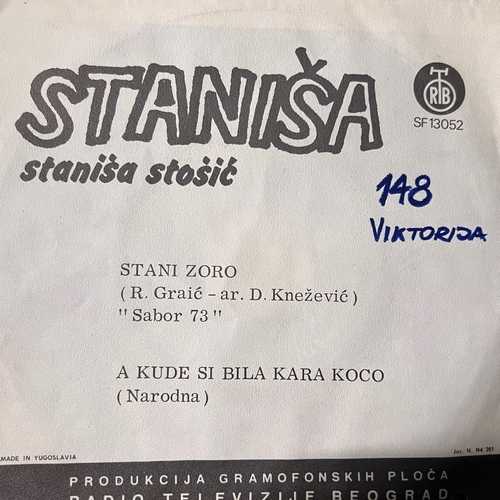 STANIŠA
staniša stošić
RTB
SF 13052
148
VIKTORIJA
STANI ZORO
( R. Graić – ar. D. Knežević )
" Sabor 73 "
A KUDE SI BILA KARA KOCO
(Narodna)
MADE IN YUGOSLAVIA
PRODUKCIJA GRAMOFONSKIH PLOČA
RADIO TELEVIZIJE BEOGRAD